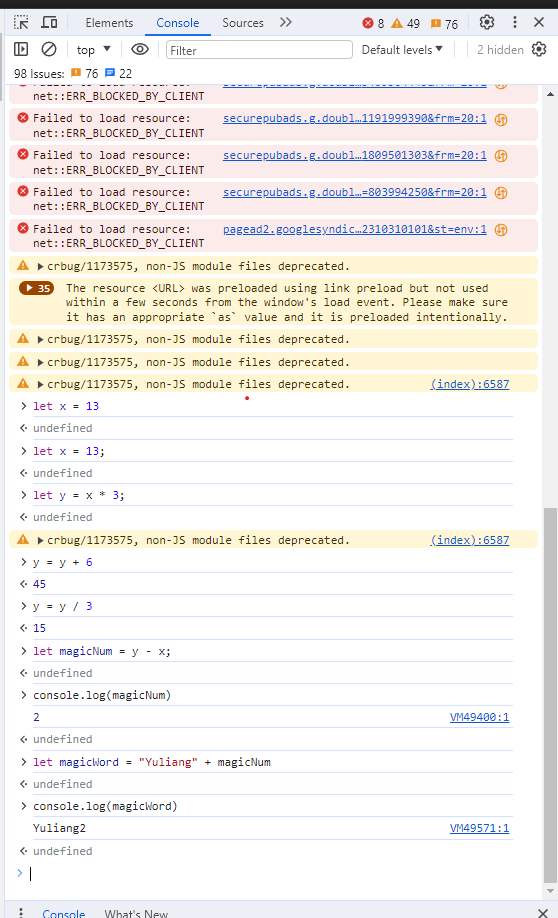 Elements Console Sources 8 49 76
top Filter Default levels 2 hidden
98 Issues: 76 22
net::ERR_BLOCKED_BY_CLIENT
Failed to load resource: securepubads.g.doubl…1191999390&frm=20:1
net::ERR_BLOCKED_BY_CLIENT
Failed to load resource: securepubads.g.doubl…1809501303&frm=20:1
net::ERR_BLOCKED_BY_CLIENT
Failed to load resource: securepubads.g.doubl…=803994250&frm=20:1
net::ERR_BLOCKED_BY_CLIENT
Failed to load resource: pagead2.googlesyndic…2310310101&st=env:1
net::ERR_BLOCKED_BY_CLIENT
crbug/1173575, non-JS module files deprecated.
35 The resource <URL> was preloaded using link preload but not used
within a few seconds from the window's load event. Please make sure
it has an appropriate `as` value and it is preloaded intentionally.
crbug/1173575, non-JS module files deprecated.
crbug/1173575, non-JS module files deprecated.
crbug/1173575, non-JS module files deprecated. (index):6587
> let x = 13
undefined
> let x = 13;
undefined
> let y = x * 3;
undefined
crbug/1173575, non-JS module files deprecated. (index):6587
> y = y + 6
45
> y = y / 3
15
> let magicNum = y - x;
undefined
> console.log(magicNum)
2 VM49400:1
undefined
> let magicWord = "Yuliang" + magicNum
undefined
> console.log(magicWord)
Yuliang2 VM49571:1
undefined
>
Console What's New